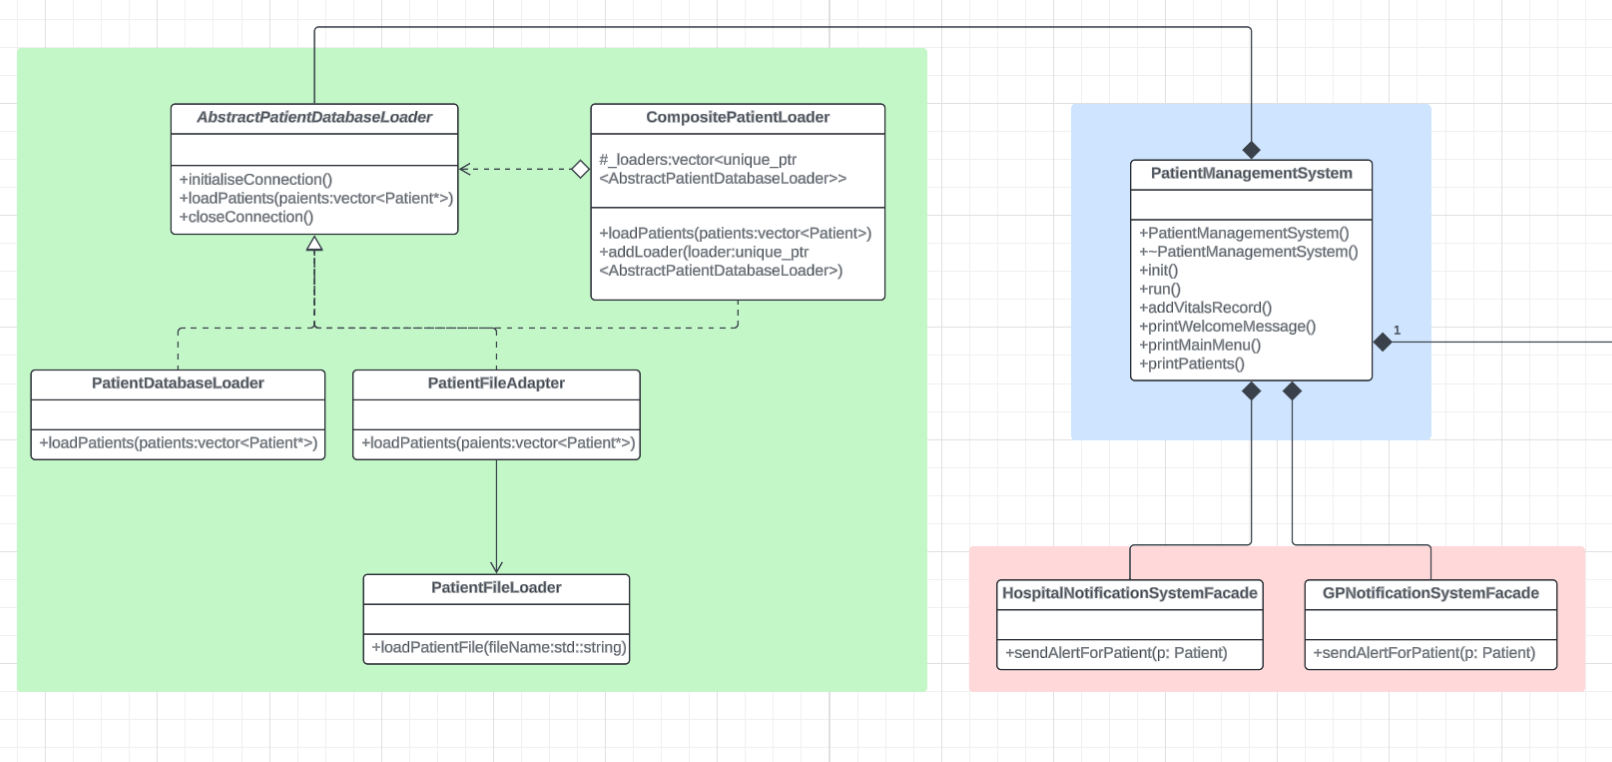 AbstractPatientDatabaseLoader
+initialiseConnection()
+loadPatients(paients:vector<Patient*>)
+closeConnection()
CompositePatientLoader
#_loaders:vector<unique_ptr
<AbstractPatientDatabaseLoader>>
+loadPatients(patients:vector<Patient>)
+addLoader(loader:unique_ptr
<AbstractPatientDatabaseLoader>)
PatientManagementSystem
+PatientManagementSystem()
+~PatientManagementSystem()
+init()
+run()
+addVitalsRecord()
+printWelcomeMessage()
+printMainMenu()
+printPatients()
1
PatientDatabaseLoader
+loadPatients(patients:vector<Patient*>)
PatientFileAdapter
+loadPatients(paients:vector<Patient*>)
PatientFileLoader
+loadPatientFile(fileName:std::string)
HospitalNotificationSystemFacade
+sendAlertForPatient(p: Patient)
GPNotificationSystemFacade
+sendAlertForPatient(p: Patient)